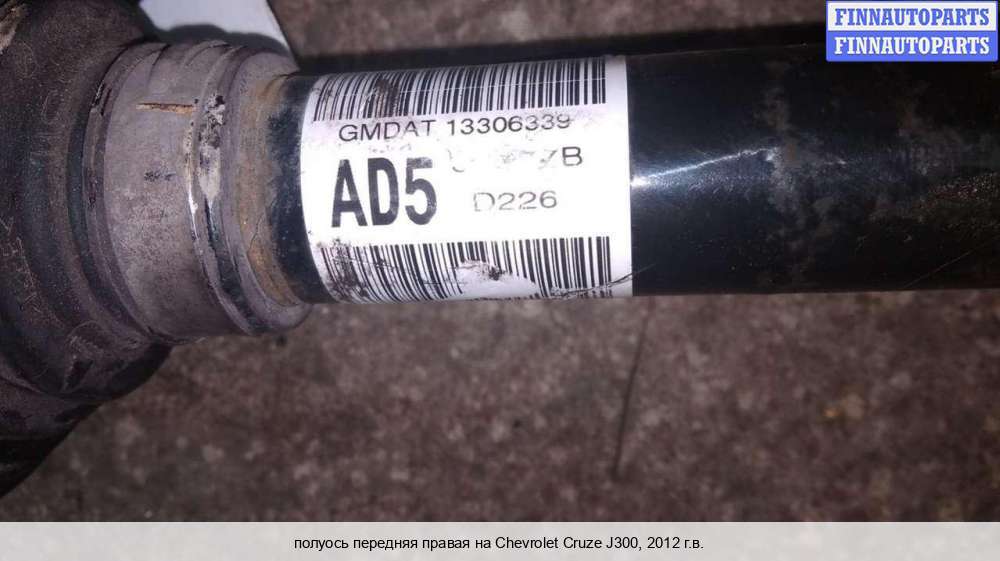 FINNAUTOPARTS
FINNAUTOPARTS
GMDAT 13306339
AD5
D226
полуось передняя правая на Chevrolet Cruze J300, 2012 г.в.